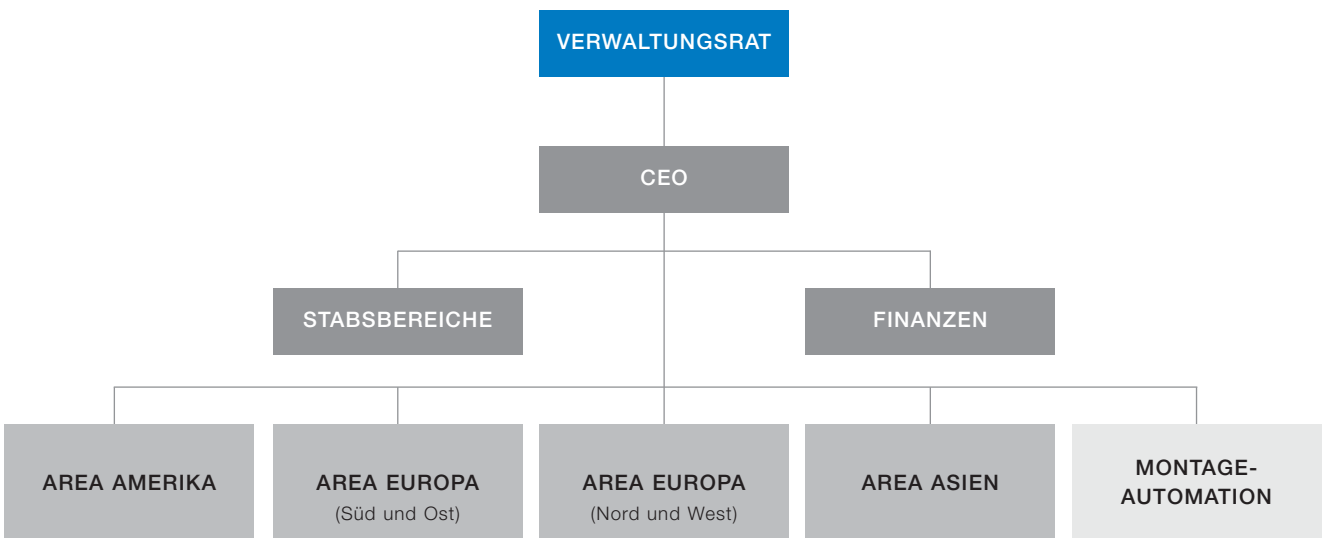 VERWALTUNGSRAT
CEO
STABSBEREICHE
FINANZEN
AREA AMERIKA
AREA EUROPA
(Süd und Ost)
AREA EUROPA
(Nord und West)
AREA ASIEN
MONTAGE-
AUTOMATION